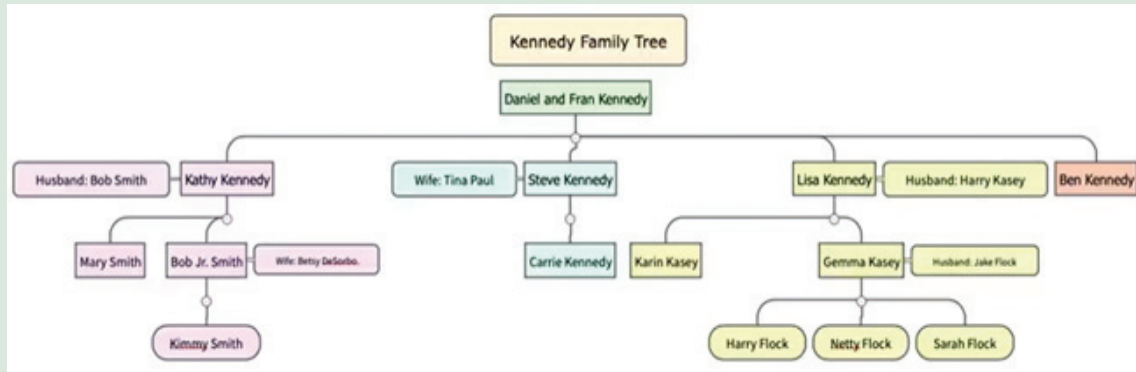 Kennedy Family Tree
Daniel and Fran Kennedy
Husband: Bob Smith
Kathy Kennedy
Wife: Tina Paul
Steve Kennedy
Lisa Kennedy
Husband: Harry Kasey
Ben Kennedy
Mary Smith
Bob Jr. Smith
Wife: Betsy DeSorbo.
Carrie Kennedy
Karin Kasey
Gemma Kasey
Husband: Jake Flock
Kimmy Smith
Harry Flock
Netty Flock
Sarah Flock